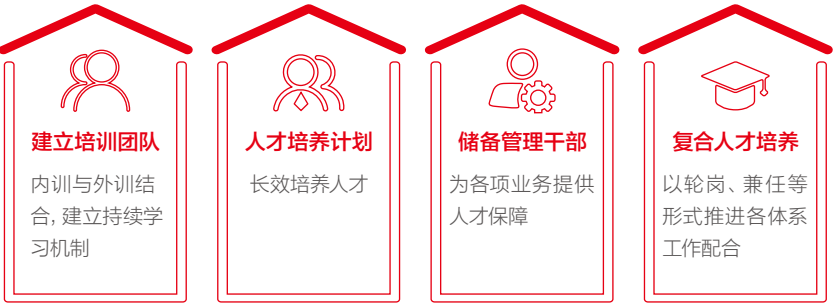 建立培训团队
内训与外训结
合，建立持续学
习机制
人才培养计划
长效培养人才
储备管理干部
为各项业务提供
人才保障
复合人才培养
以轮岗、兼任等
形式推进各体系
工作配合